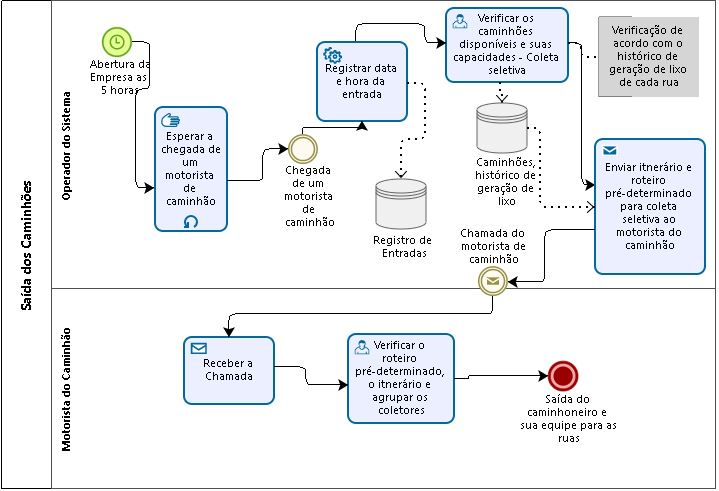 Saída dos Caminhões
Operador do Sistema
Abertura da
Empresa as
5 horas
Esperar a
chegada de
um
motorista de
caminhão
Chegada
de um
motorista
de
caminhão
Registrar data
e hora da
entrada
Registro de
Entradas
Verificar os
caminhões
disponíveis e suas
capacidades - Coleta
seletiva
Caminhões,
histórico de
geração de
lixo
Verificação de
acordo com o
histórico de
geração de lixo
de cada rua
Enviar itnerário e
roteiro
pré-determinado
para coleta
seletiva ao
motorista do
caminhão
Chamada do
motorista de
caminhão
Motorista do Caminhão
Receber a
Chamada
Verificar o
roteiro
pré-determinado,
o itnerário e
agrupar os
coletores
Saída do
caminhoneiro e
sua equipe para as
ruas